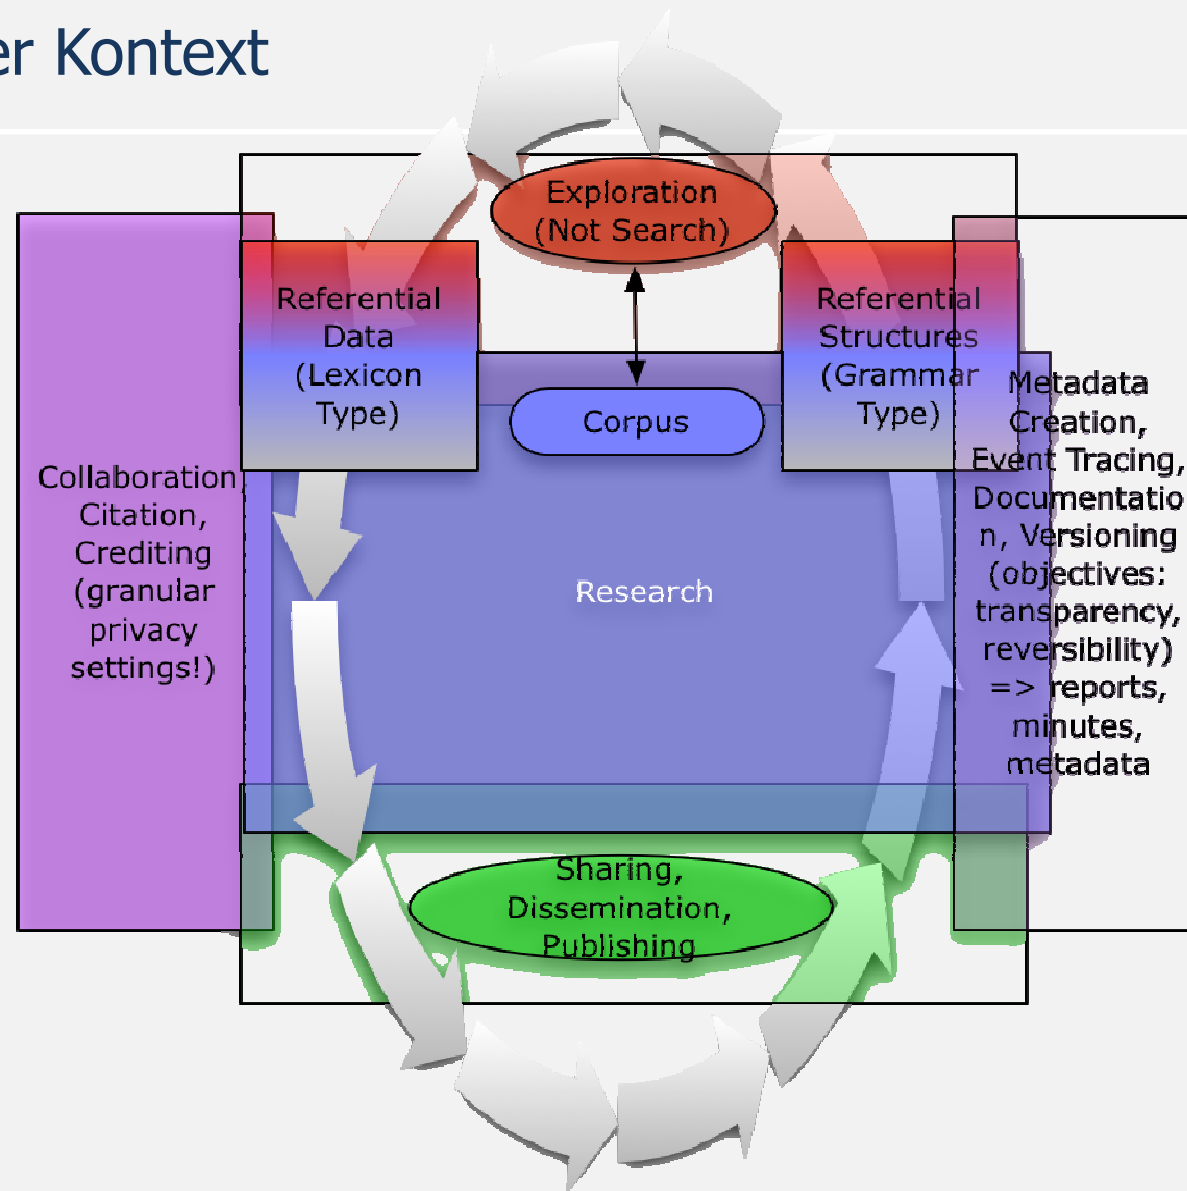 er Kontext
Exploration
(Not Search)
Referential
Data
(Lexicon
Type)
Referential
Structures
(Grammar
Type)
Corpus
Collaboration,
Citation,
Crediting
(granular
privacy
settings!)
Research
Metadata
Creation,
Event Tracing,
Documentatio
n, Versioning
(objectives:
transparency,
reversibility)
=> reports,
minutes,
metadata
Sharing,
Dissemination,
Publishing